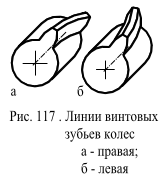 а
б
Рис. 117 . Линии винтовых
зубьев колес
а - правая;
б - левая